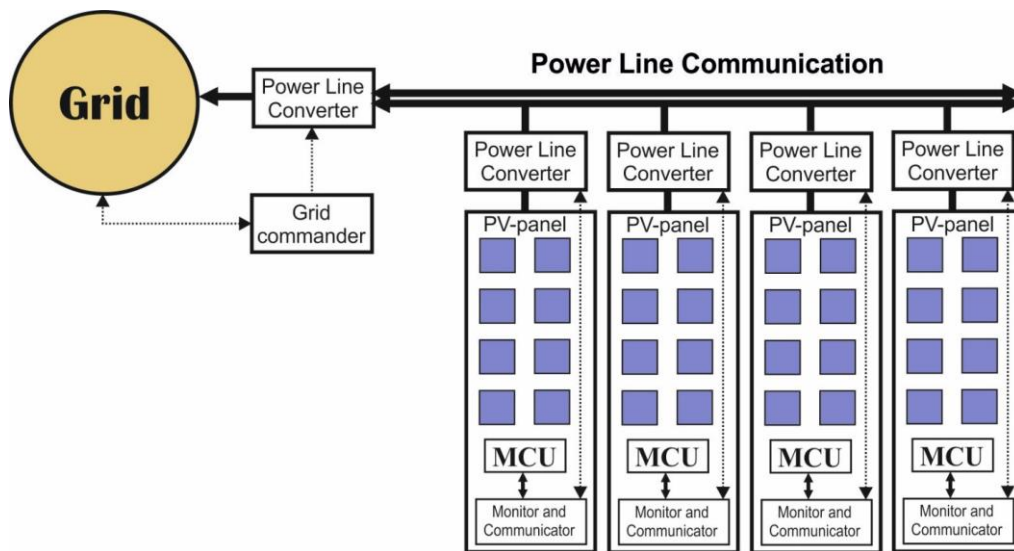 Power Line Communication
Grid
Power Line
Converter
Grid
commander
Power Line
Converter
Power Line
Converter
Power Line
Converter
Power Line
Converter
PV-panel
PV-panel
PV-panel
PV-panel
MCU
MCU
MCU
MCU
Monitor and
Communicator
Monitor and
Communicator
Monitor and
Communicator
Monitor and
Communicator